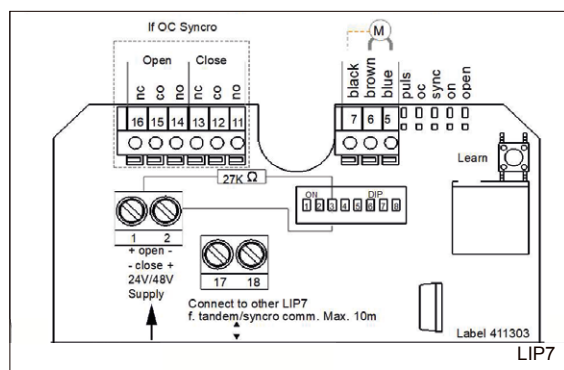 If OC Syncro
Open Close
nc co no nc co no
16 15 14 13 12 11
M
black brown blue puls oc sync on open
7 6 5
Learn
27K Ω
ON DIP
1 2 3 4 5 6 7 8
1 2
+ open -
- close +
24V/48V
Supply
17 18
Connect to other LIP7
f. tandem/syncro comm. Max. 10m
Label 411303
LIP7